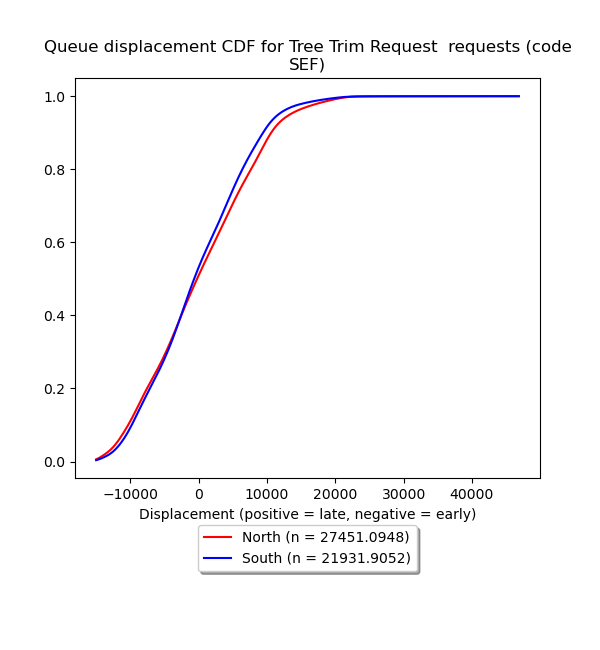 Queue displacement CDF for Tree Trim Request  requests (code
SEF)
1.0
0.8
0.6
0.4
0.2
0.0
−10000 0 10000 20000 30000 40000
Displacement (positive = late, negative = early)
North (n = 27451.0948)
South (n = 21931.9052)